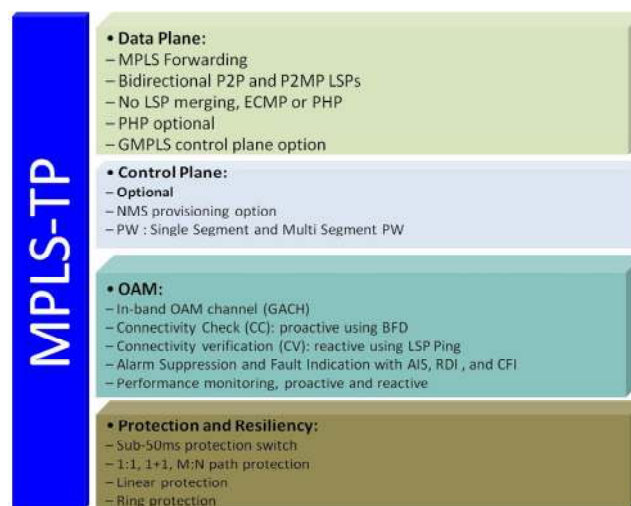 MPLS-TP
• Data Plane:
– MPLS Forwarding
– Bidirectional P2P and P2MP LSPs
– No LSP merging, ECMP or PHP
– PHP optional
– GMPLS control plane option
• Control Plane:
– Optional
– NMS provisioning option
– PW : Single Segment and Multi Segment PW
• OAM:
– In-band OAM channel (GACH)
– Connectivity Check (CC): proactive using BFD
– Connectivity verification (CV): reactive using LSP Ping
– Alarm Suppression and Fault Indication with AIS, RDI , and CFI
– Performance monitoring, proactive and reactive
• Protection and Resiliency:
– Sub-50ms protection switch
– 1:1, 1+1, M:N path protection
– Linear protection
– Ring protection